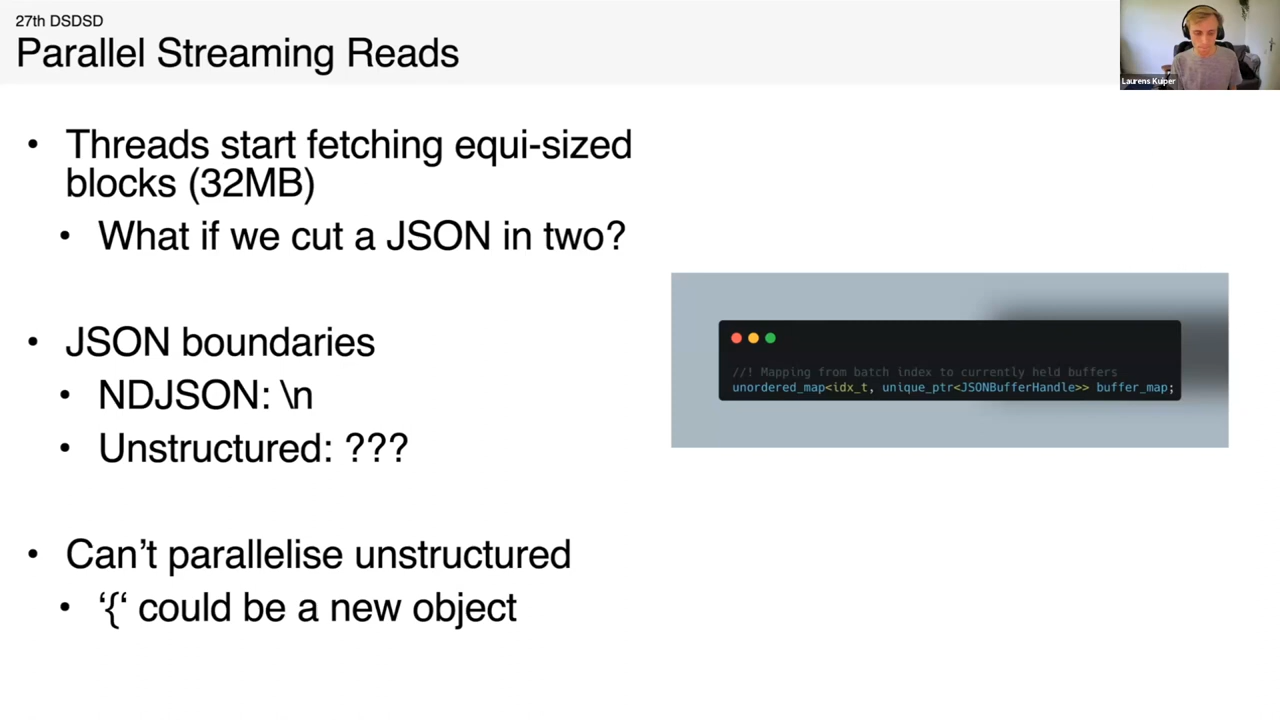 27th DSDSD
Parallel Streaming Reads
Laurens Kuiper
• Threads start fetching equi-sized
blocks (32MB)
• What if we cut a JSON in two?
• JSON boundaries
• NDJSON: \n
• Unstructured: ???
• Can’t parallelise unstructured
• ‘{‘ could be a new object
//! Mapping from batch index to currently held buffers
unordered_map<idx_t, unique_ptr<JSONBufferHandle>> buffer_map;